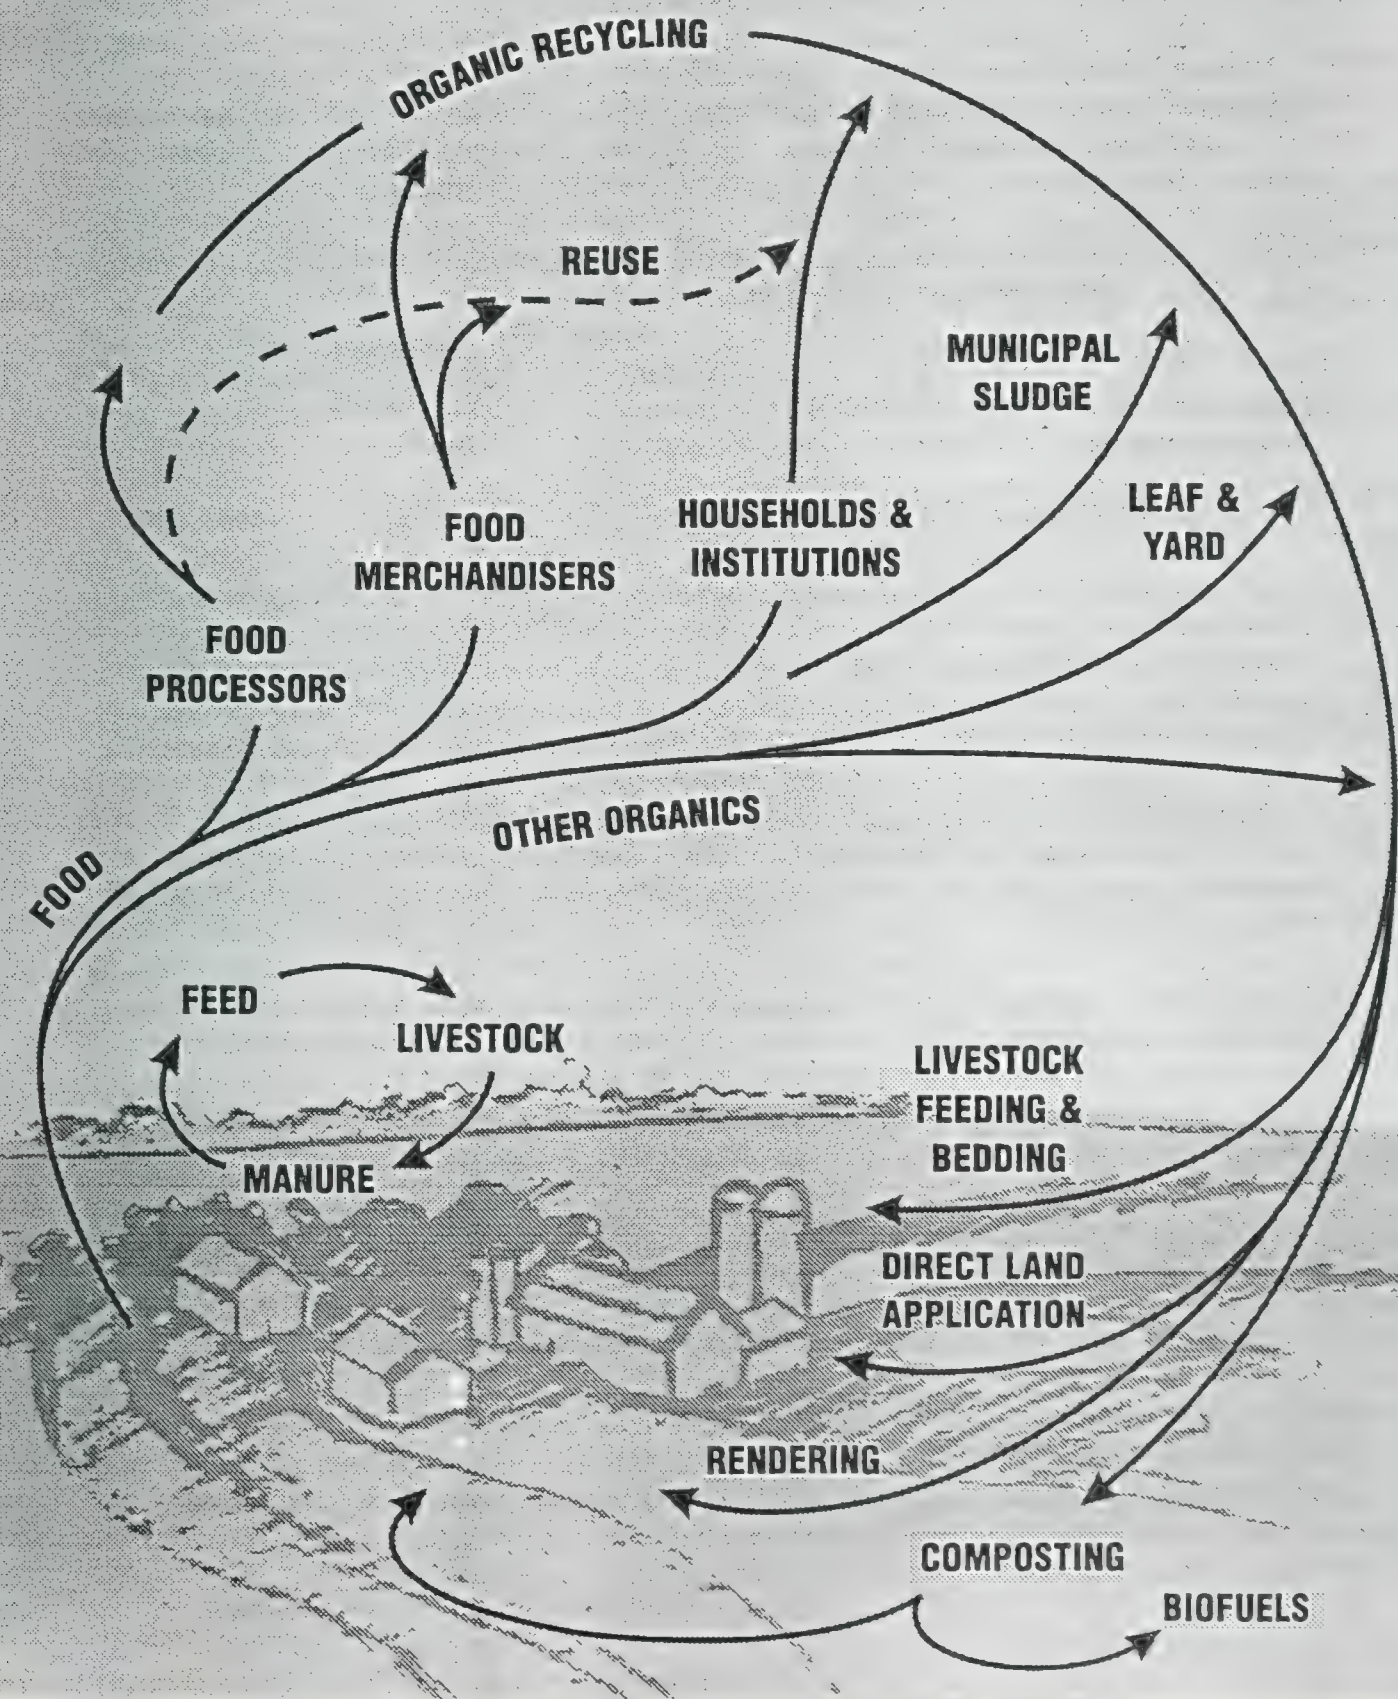 ORGANIC RECYCLING
REUSE
MUNICIPAL
SLUDGE
LEAF &
YARD
HOUSEHOLDS &
INSTITUTIONS
FOOD
MERCHANDISERS
FOOD
PROCESSORS
OTHER ORGANICS
FOOD
FEED
LIVESTOCK
MANURE
LIVESTOCK
FEEDING &
BEDDING
DIRECT LAND
APPLICATION
RENDERING
COMPOSTING
BIOFUELS